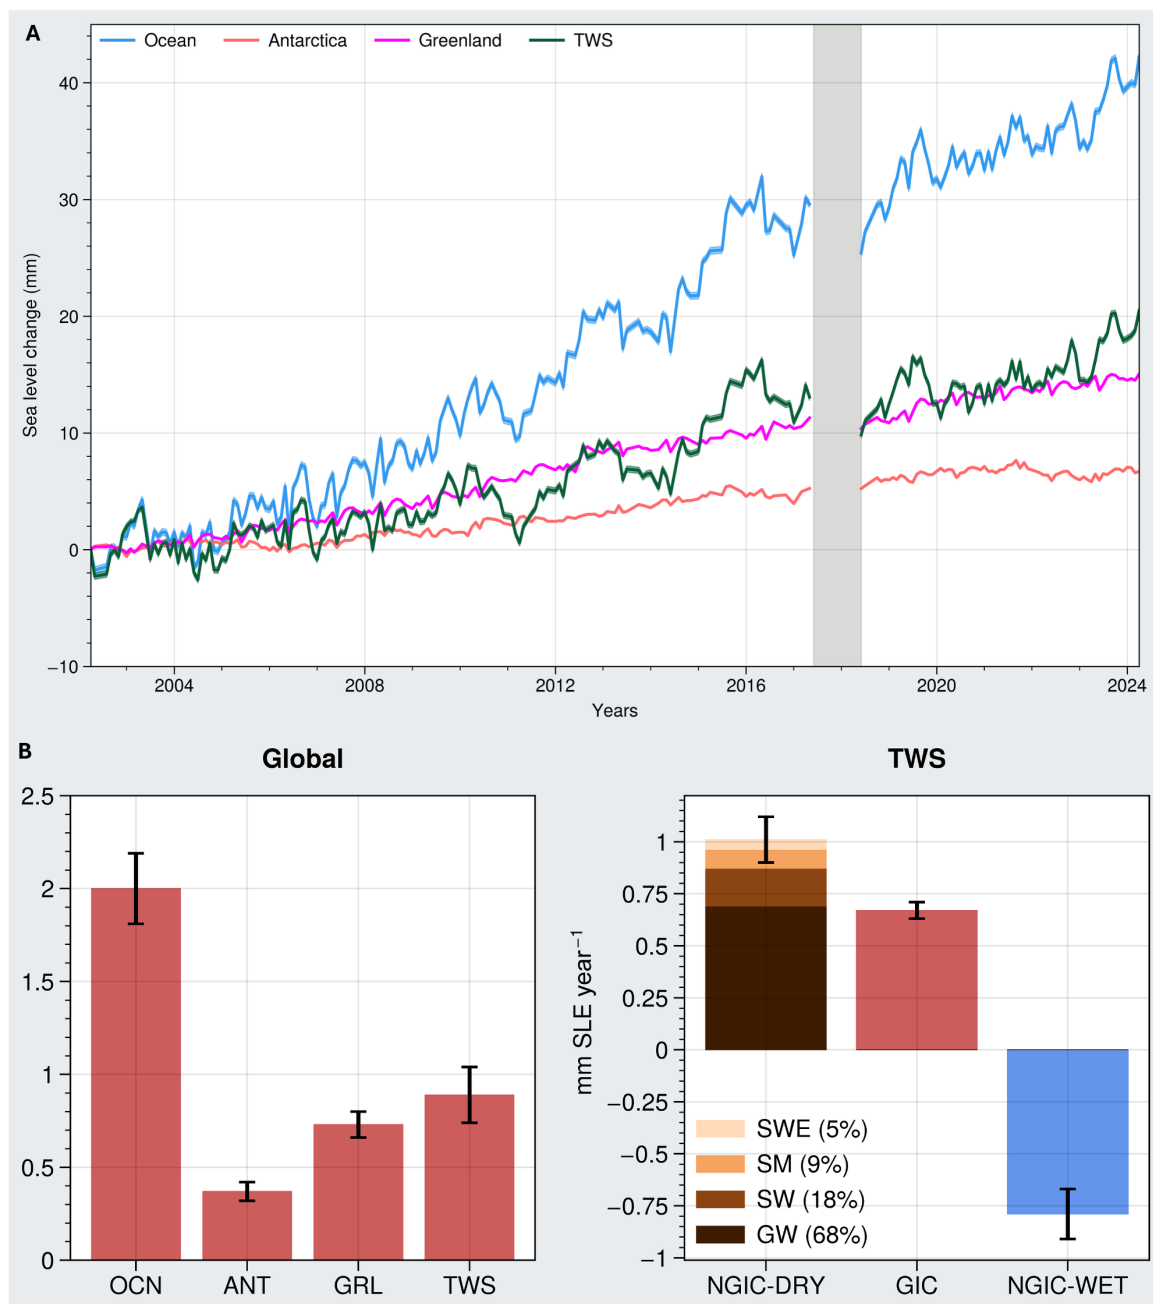 A
Ocean Antarctica Greenland TWS
40
30
20
10
0
−10
Sea level change (mm)
2004 2008 2012 2016 2020 2024
Years
B
Global
2.5
2
1.5
1
0.5
0
OCN ANT GRL TWS
TWS
mm SLE year⁻¹
1
0.75
0.5
0.25
0
−0.25
−0.5
−0.75
−1
SWE (5%)
SM (9%)
SW (18%)
GW (68%)
NGIC-DRY GIC NGIC-WET